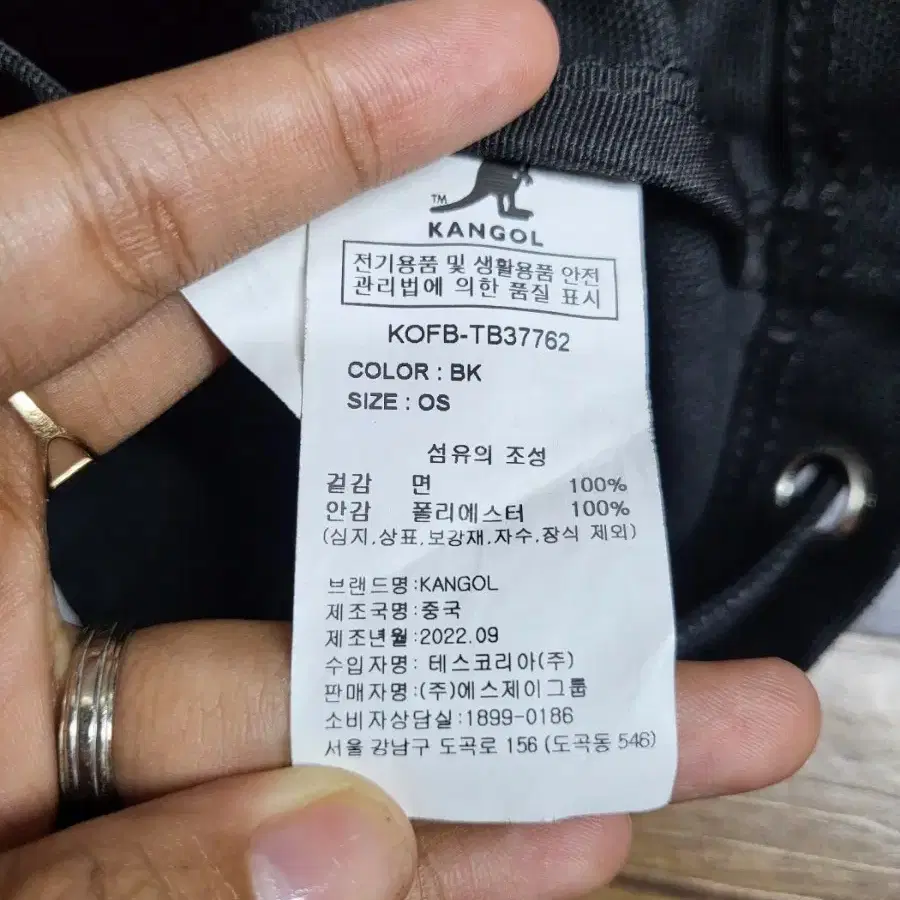 TM
KANGOL
전기용품 및 생활용품 안전
관리법에 의한 품질 표시
KOFB-TB37762
COLOR : BK
SIZE : OS
섬유의 조성
겉감 면 100%
안감 폴리에스터 100%
(심지,상표,보강재,자수,장식 제외)
브랜드명:KANGOL
제조국명:중국
제조년월:2022.09
수입자명: 테스코리아(주)
판매자명:(주)에스제이그룹
소비자상담실:1899-0186
서울 강남구 도곡로 156 (도곡동 546)